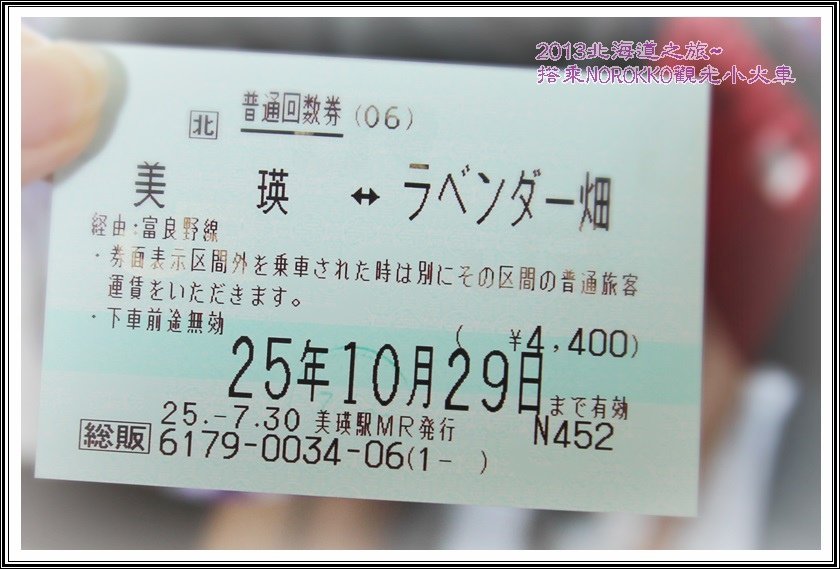 2013北海道之旅~
搭乘NOROKKO觀光小火車
北 普通回数券 (06)
美 瑛 ↔ ラベンダー畑
経由:富良野線
・券面表示区間外を乗車された時は別にその区間の普通旅客
運賃をいただきます。
・下車前途無効
( ¥4,400)
25年10月29日まで有効
25.-7.30 美瑛駅MR発行 N452
総販 6179-0034-06(1- )